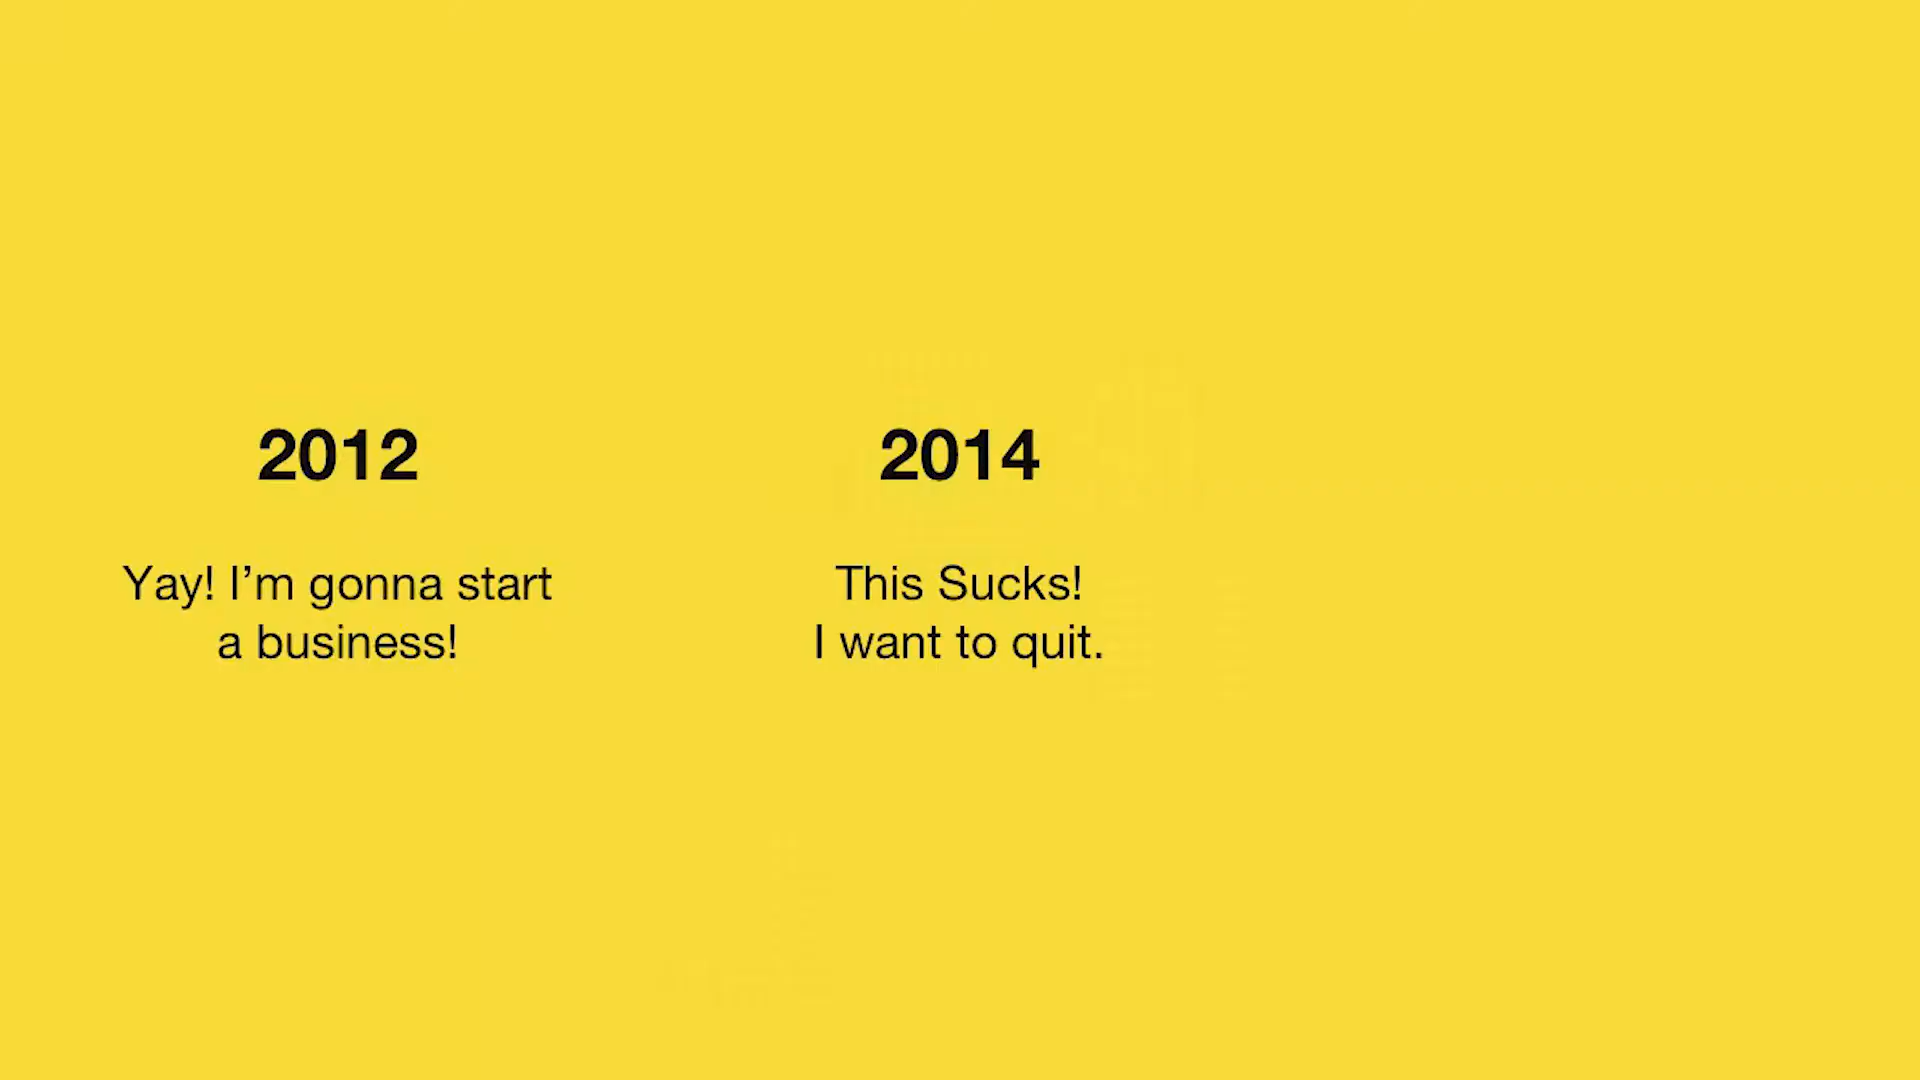 2012
Yay! I’m gonna start
a business!
2014
This Sucks!
I want to quit.